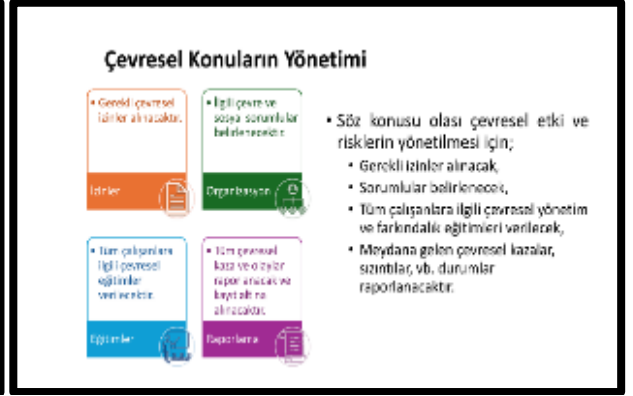 Çevresel Konuların Yönetimi
• Gerekli çevresel
izinler alınacaktır.
İzinler
• İlgili çevre ve
sosyal sorumlular
belirlenecektir.
Organizasyon
• Tüm çalışanlara
ilgili çevresel
eğitimler
verilecektir.
Eğitimler
• Tüm çevresel
kaza ve olaylar
rapor anacak ve
kayıt altına
alınacaktır.
Raporlama
• Söz konusu olası çevresel etki ve
risklerin yönetilmesi için;
• Gerekli izinler alınacak,
• Sorumlular belirlenecek,
• Tüm çalışanlara ilgili çevresel yönetim
ve farkındalık eğitimleri verilecek,
• Meydana gelen çevresel kazalar,
sızıntılar, vb. durumlar
raporlanacaktır.